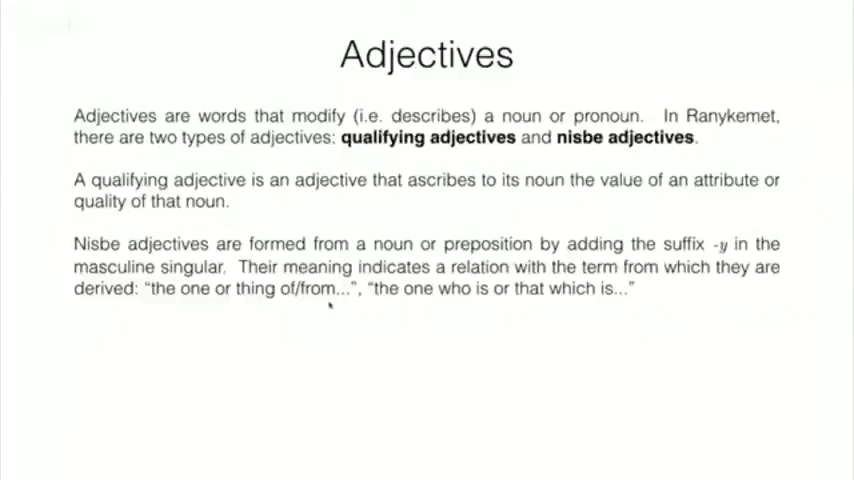 Adjectives
Adjectives are words that modify (i.e. describes) a noun or pronoun. In Ranykemet,
there are two types of adjectives: qualifying adjectives and nisbe adjectives.
A qualifying adjective is an adjective that ascribes to its noun the value of an attribute or
quality of that noun.
Nisbe adjectives are formed from a noun or preposition by adding the suffix -y in the
masculine singular. Their meaning indicates a relation with the term from which they are
derived: “the one or thing of/from...”, “the one who is or that which is...”